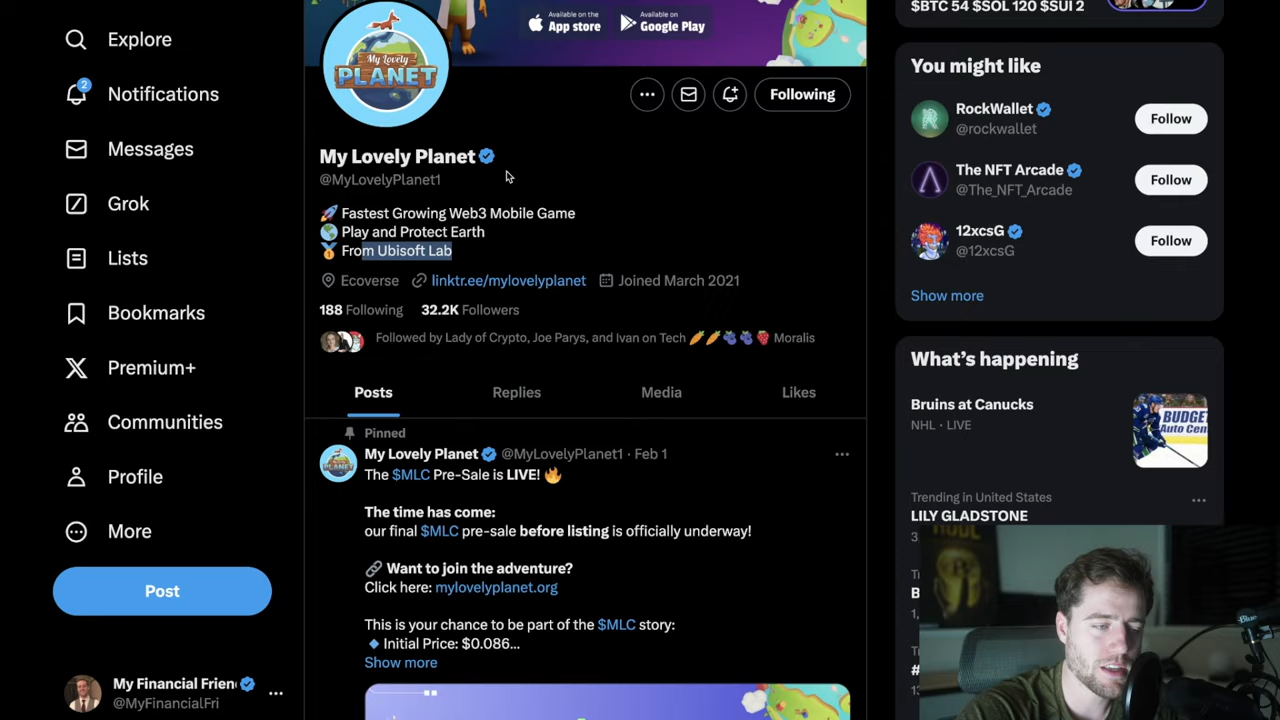 Explore
2
Notifications
Messages
Grok
Lists
Bookmarks
Premium+
Communities
Profile
More
Post
My Financial Frien
@MyFinancialFri
Available on the
App store
Available on
Google Play
My Lovely
PLANET
Following
My Lovely Planet
@MyLovelyPlanet1
🚀 Fastest Growing Web3 Mobile Game
🌎 Play and Protect Earth
🥇 From Ubisoft Lab
Ecoverse linktr.ee/mylovelyplanet Joined March 2021
188 Following 32.2K Followers
Followed by Lady of Crypto, Joe Parys, and Ivan on Tech 🥕🥕🫐🫐🍓 Moralis
Posts Replies Media Likes
Pinned
My Lovely Planet @MyLovelyPlanet1 · Feb 1
The $MLC Pre-Sale is LIVE! 🔥
The time has come:
our final $MLC pre-sale before listing is officially underway!
🔗 Want to join the adventure?
Click here: mylovelyplanet.org
This is your chance to be part of the $MLC story:
🔹 Initial Price: $0.086...
Show more
$BTC 54 $SOL 120 $SUI 2
You might like
RockWallet
@rockwallet
Follow
The NFT Arcade
@The_NFT_Arcade
Follow
12xcsG
@12xcsG
Follow
Show more
What's happening
Bruins at Canucks
NHL · LIVE
BUDGET
Auto Cen
Trending in United States
LILY GLADSTONE
Blue